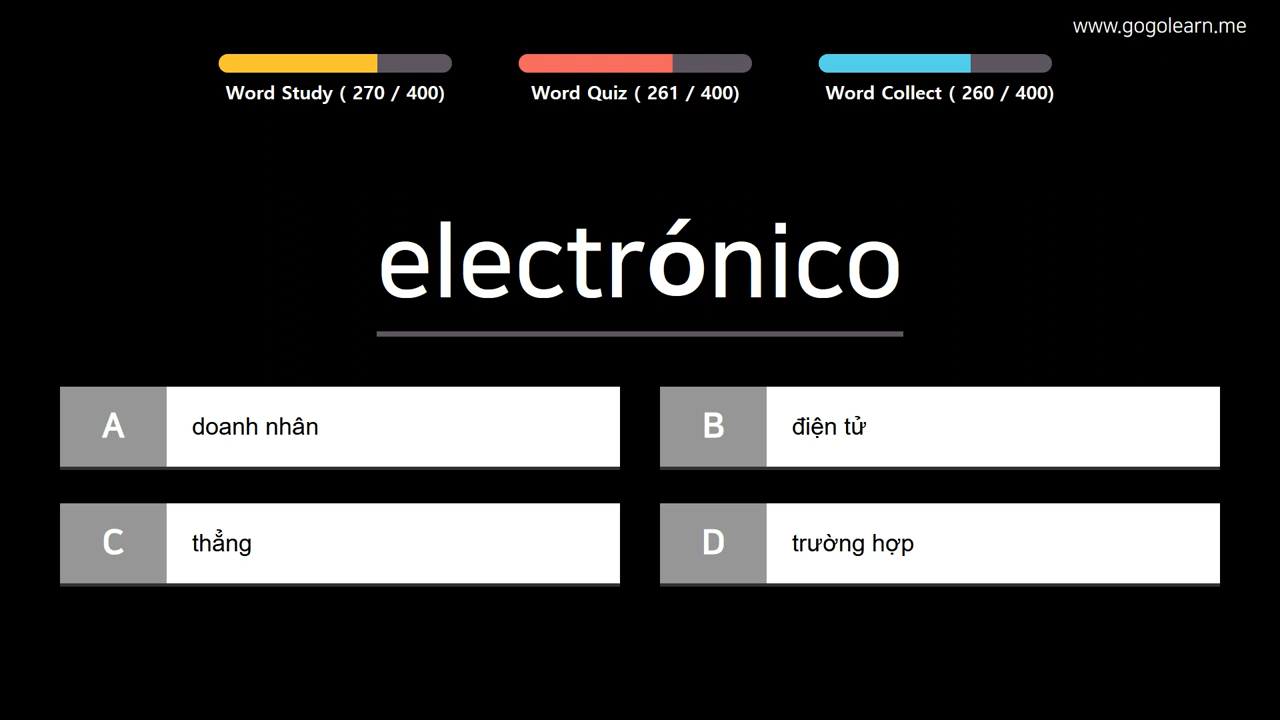 www.gogolearn.me
Word Study ( 270 / 400)
Word Quiz ( 261 / 400)
Word Collect ( 260 / 400)
electrónico
A
doanh nhân
B
điện tử
C
thẳng
D
trường hợp